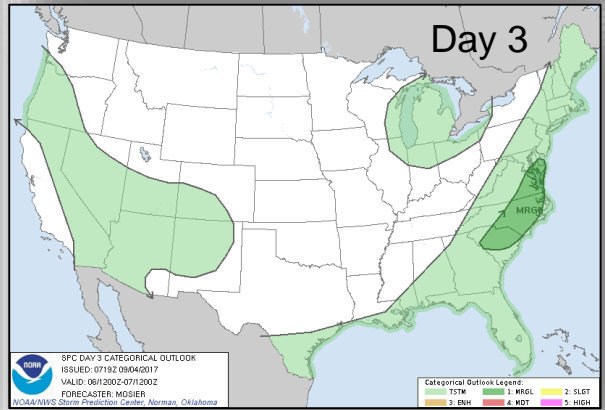 Day 3
MRGL
SPC DAY 3 CATEGORICAL OUTLOOK
ISSUED: 0719Z 09/04/2017
VALID: 06/1200Z-07/1200Z
FORECASTER: MOSIER
NOAA/NWS Storm Prediction Center, Norman, Oklahoma
NOAA
Categorical Outlook Legend:
TSTM 1: MRGL 2: SLGT
3: ENH 4: MDT 5: HIGH